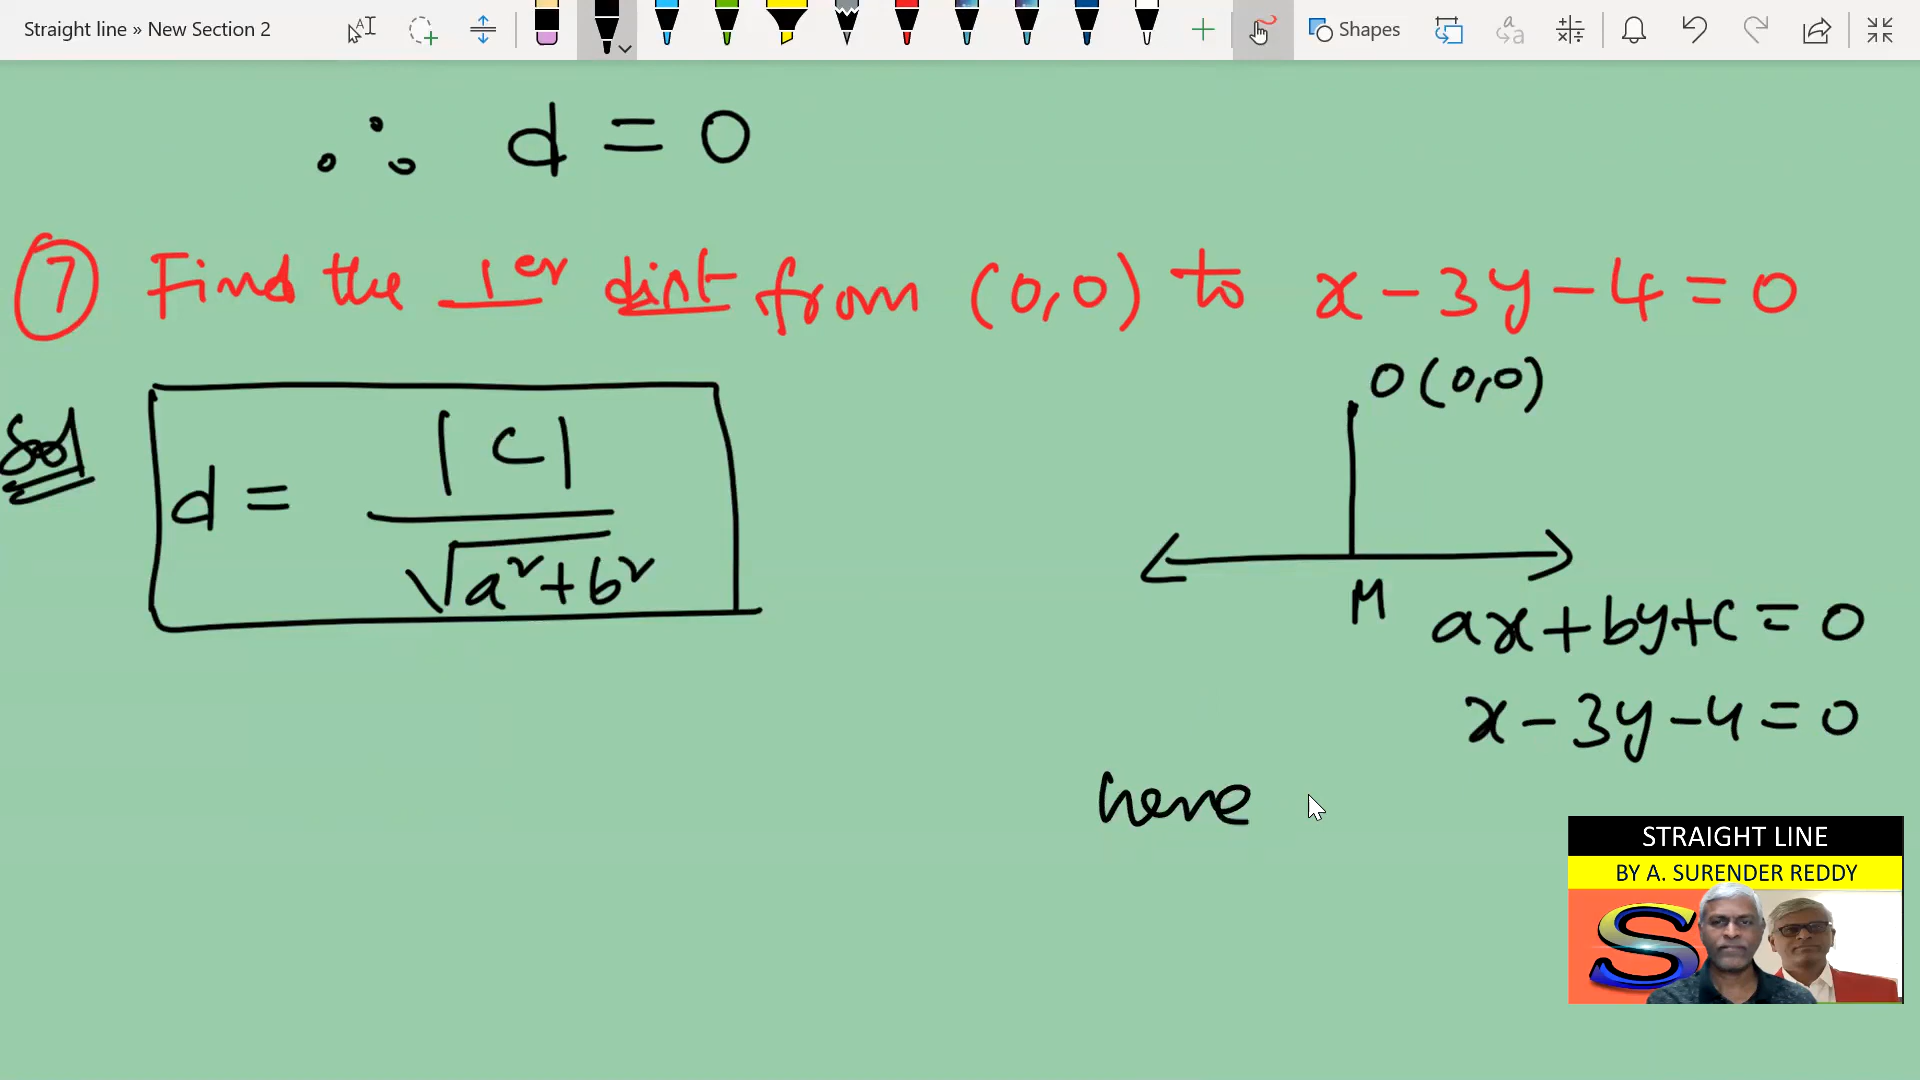 Straight line » New Section 2
Shapes
∴ d = 0
7 Find the 1er dist from (0,0) to x - 3y - 4 = 0
O (0,0)
Sol
d = |c| / √a²+b²
M
ax + by + c = 0
x - 3y - 4 = 0
here
STRAIGHT LINE
BY A. SURENDER REDDY
S